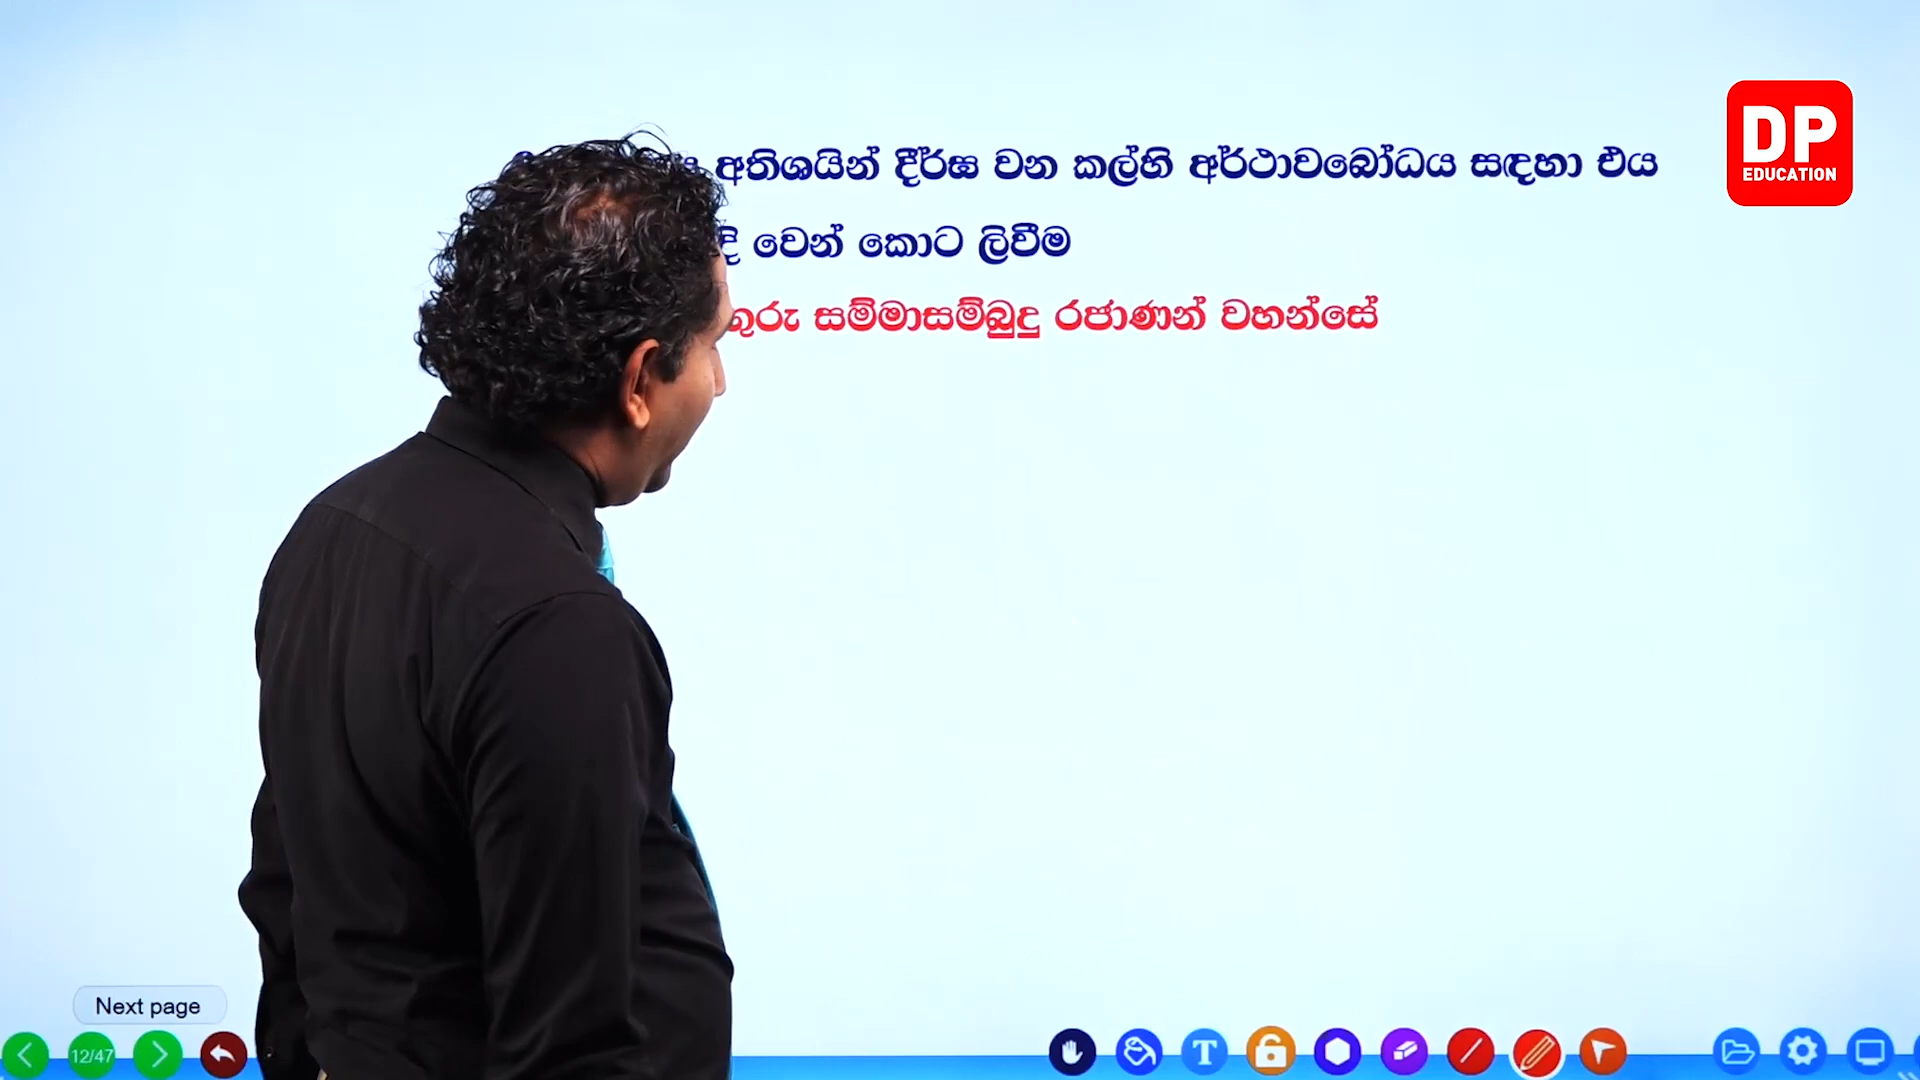 අතිශයින් දීර්ඝ වන කල්හි අර්ථාවබෝධය සඳහා එය
වෙන් කොට ලිවීම
සම්මාසම්බුදු රජාණන් වහන්සේ
DP
EDUCATION
Next page
12/47
T